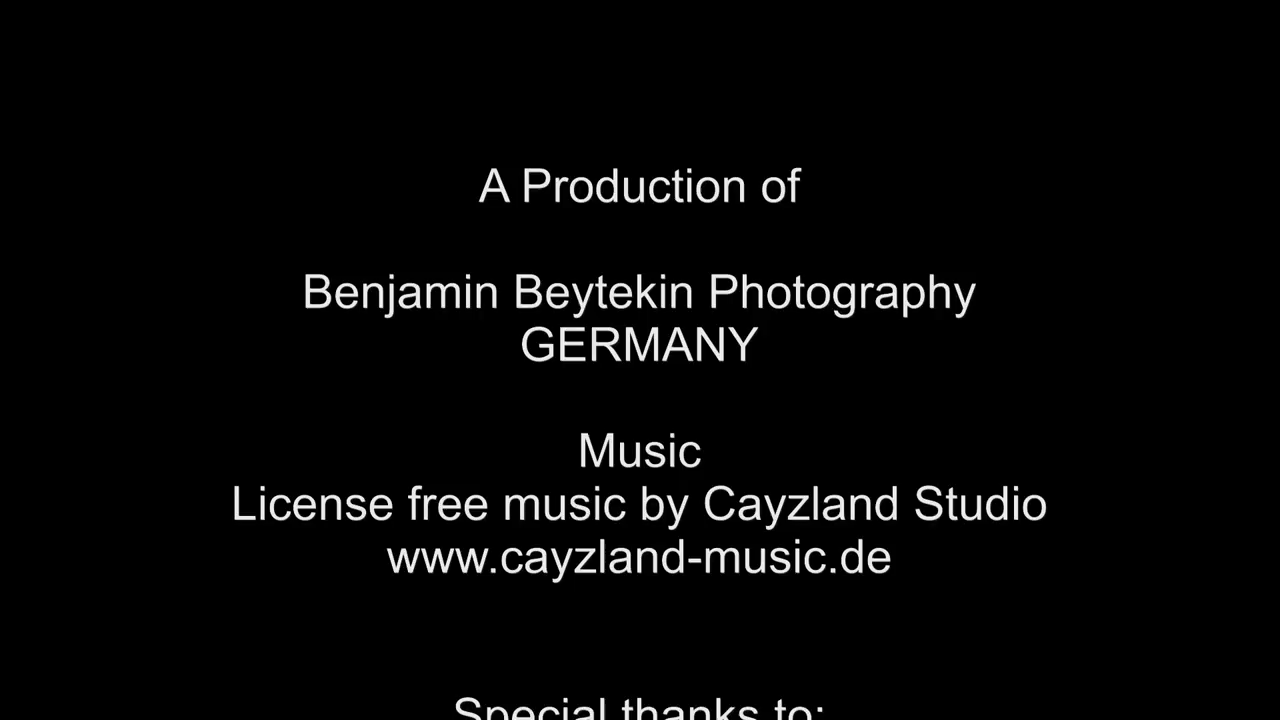 A Production of
Benjamin Beytekin Photography
GERMANY
Music
License free music by Cayzland Studio
www.cayzland-music.de
Special thanks to: